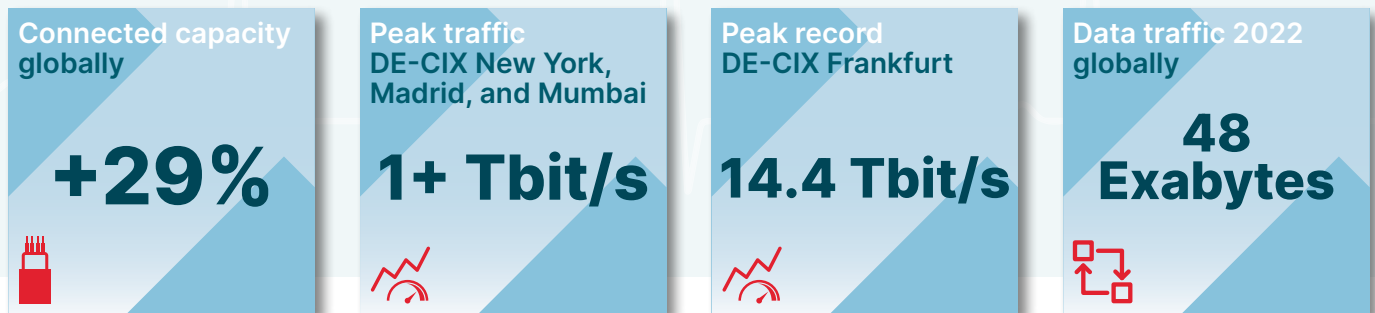 Connected capacity
globally
+29%
Peak traffic
DE-CIX New York,
Madrid, and Mumbai
1+ Tbit/s
Peak record
DE-CIX Frankfurt
14.4 Tbit/s
Data traffic 2022
globally
48
Exabytes